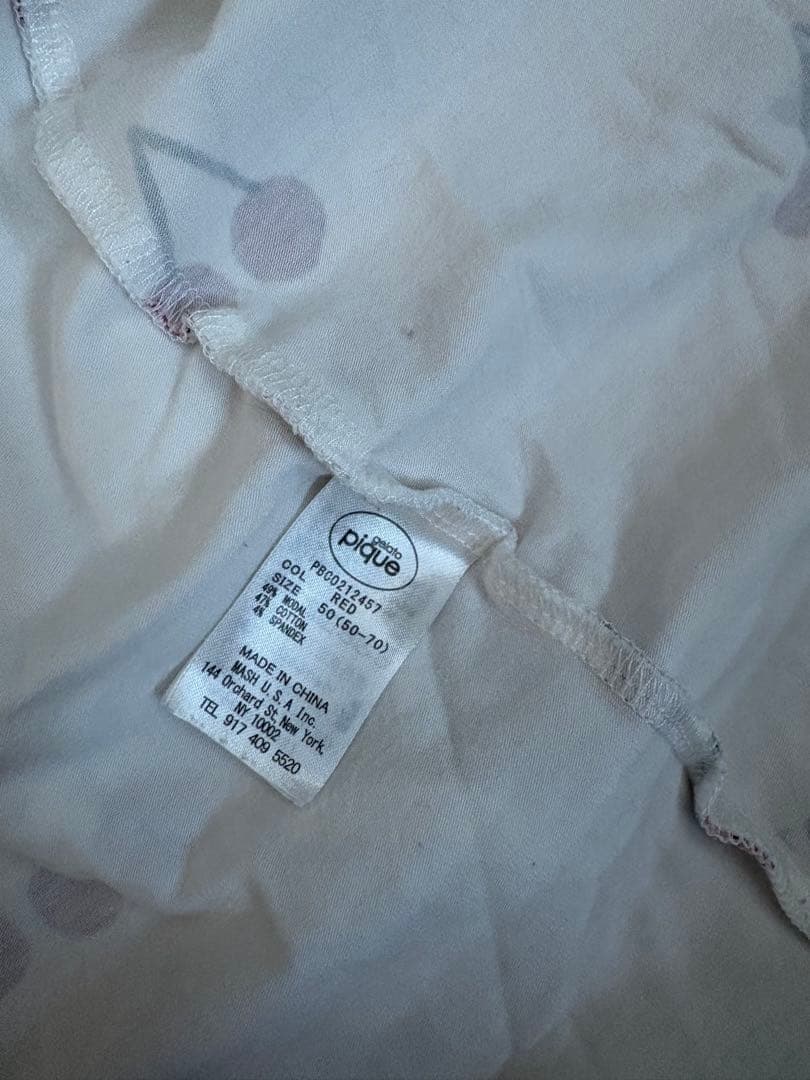 gelato
pique
PBCO212457
COL RED
SIZE 50(50-70)
49% MODAL
47% COTTON
4% SPANDEX
MADE IN CHINA
MASH U.S.A Inc.
144 Orchard St, New York,
NY 10002
TEL 917 409 5520